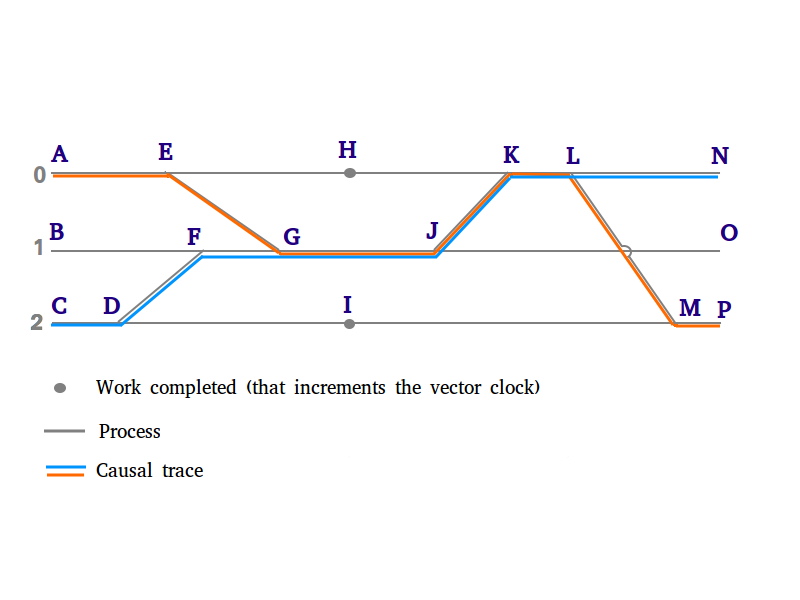 A E H K L N
0
B F G J O
1
C D I M P
2
Work completed (that increments the vector clock)
Process
Causal trace